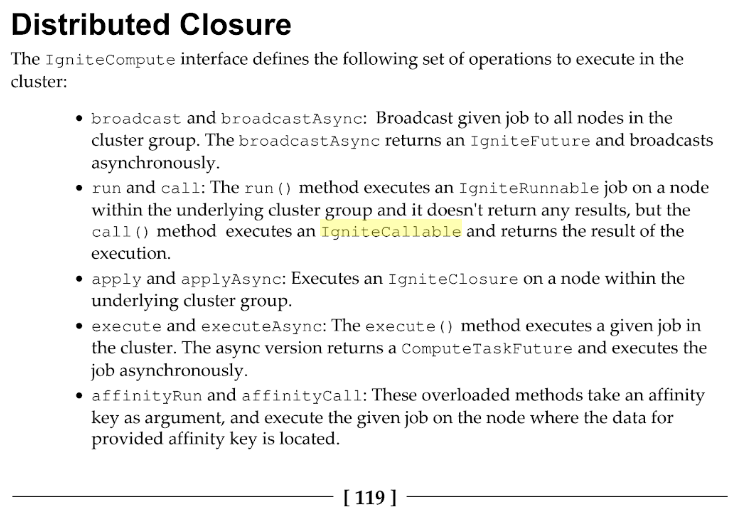 Distributed Closure
The IgniteCompute interface defines the following set of operations to execute in the
cluster:
• broadcast and broadcastAsync: Broadcast given job to all nodes in the
cluster group. The broadcastAsync returns an IgniteFuture and broadcasts
asynchronously.
• run and call: The run() method executes an IgniteRunnable job on a node
within the underlying cluster group and it doesn't return any results, but the
call() method executes an IgniteCallable and returns the result of the
execution.
• apply and applyAsync: Executes an IgniteClosure on a node within the
underlying cluster group.
• execute and executeAsync: The execute() method executes a given job in
the cluster. The async version returns a ComputeTaskFuture and executes the
job asynchronously.
• affinityRun and affinityCall: These overloaded methods take an affinity
key as argument, and execute the given job on the node where the data for
provided affinity key is located.
[ 119 ]